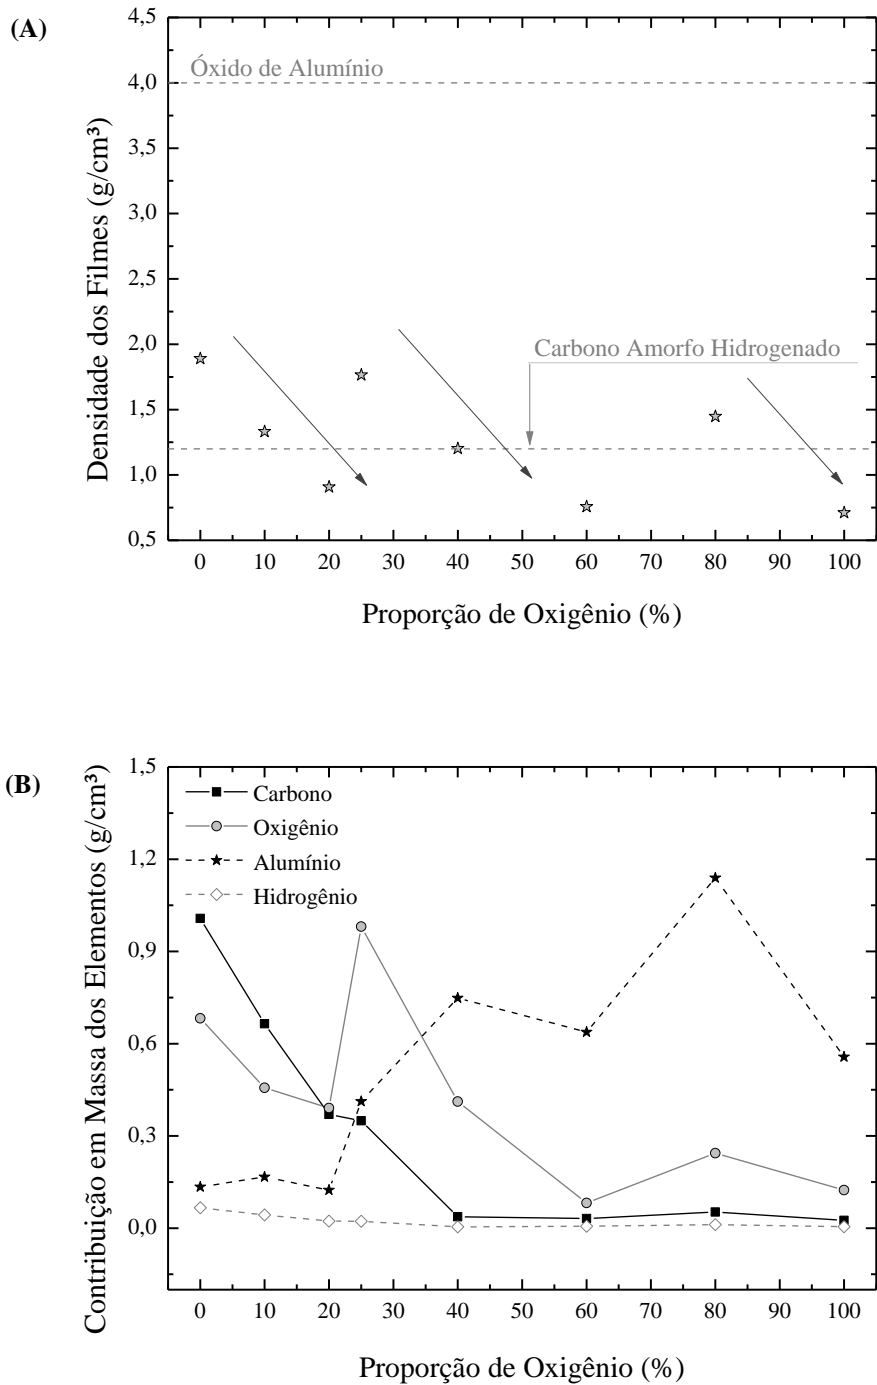 (A)
4,5
4,0
3,5
3,0
2,5
2,0
1,5
1,0
0,5
Densidade dos Filmes (g/cm³)
Óxido de Alumínio
Carbono Amorfo Hidrogenado
0 10 20 30 40 50 60 70 80 90 100
Proporção de Oxigênio (%)
(B)
1,5
1,2
0,9
0,6
0,3
0,0
Contribuição em Massa dos Elementos (g/cm³)
Carbono
Oxigênio
Alumínio
Hidrogênio
0 10 20 30 40 50 60 70 80 90 100
Proporção de Oxigênio (%)